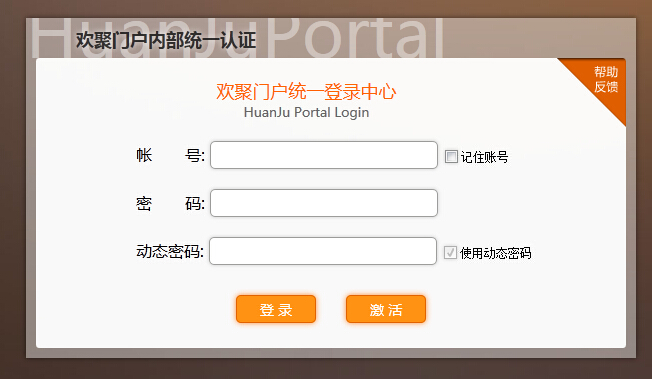 HuanJuPortal
欢聚门户内部统一认证
帮助
反馈
欢聚门户统一登录中心
HuanJu Portal Login
帐 号: 记住账号
密 码:
动态密码: 使用动态密码
登录 激活